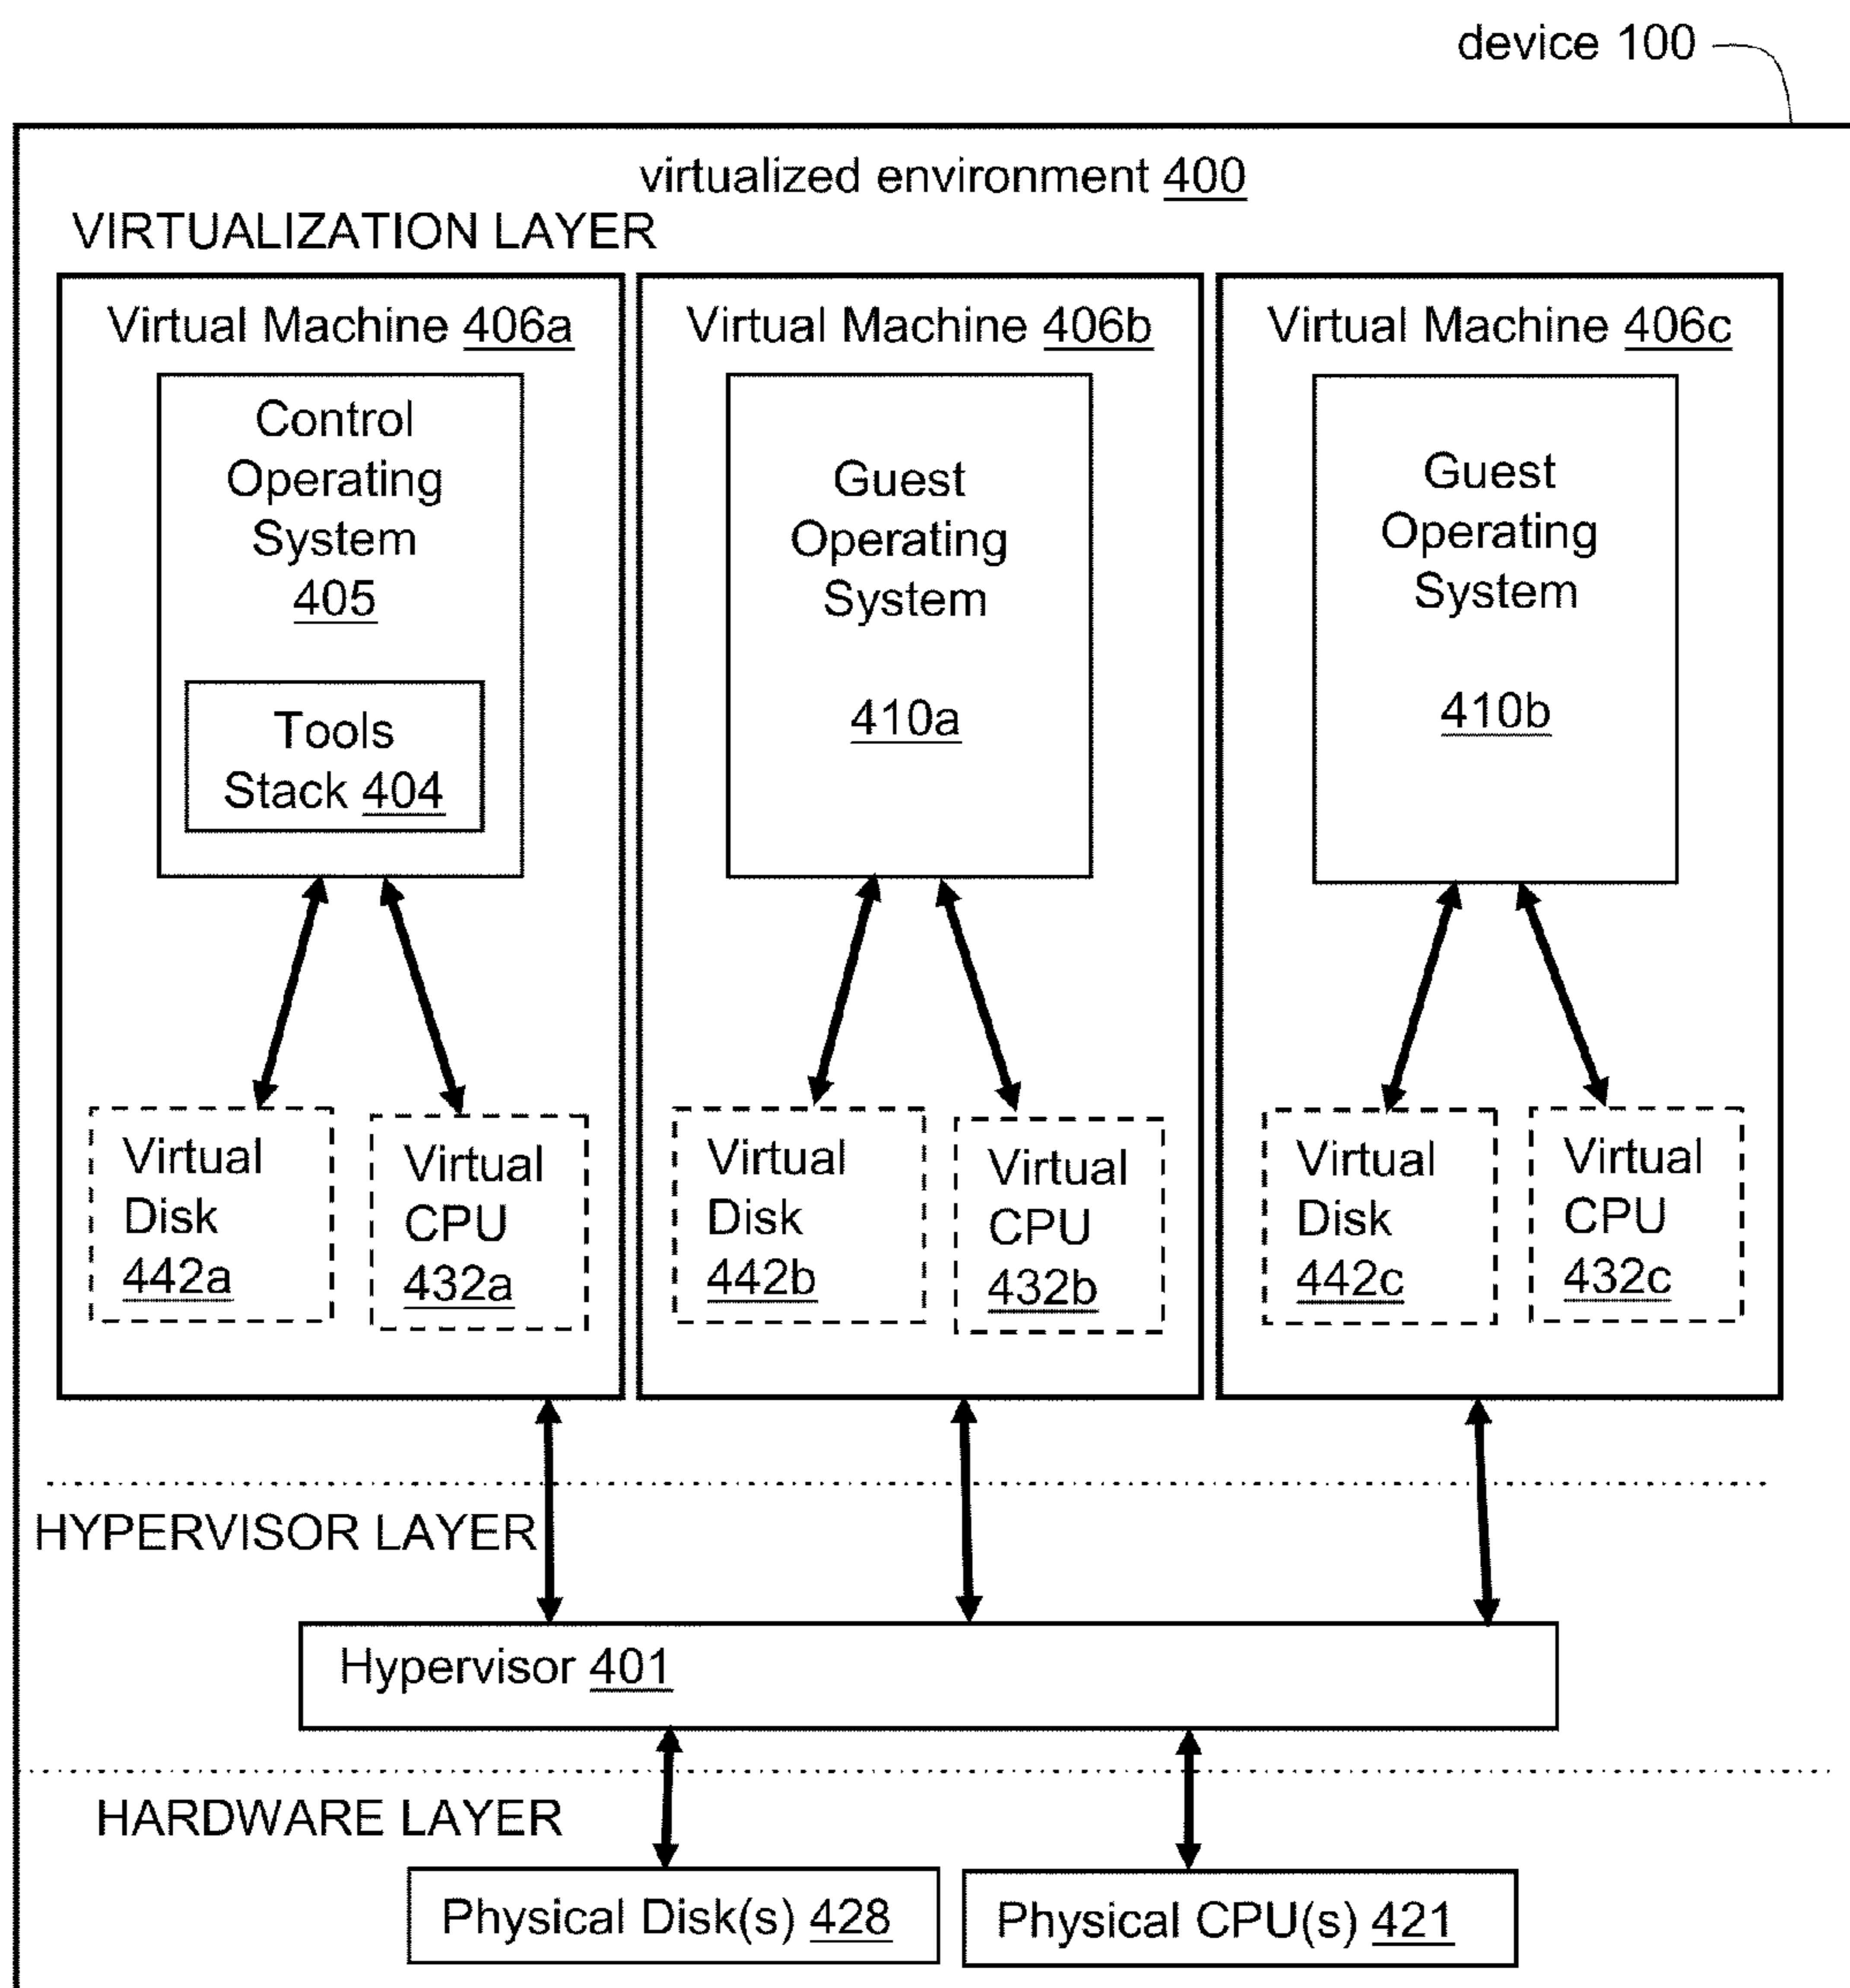 device 100
virtualized environment 400
VIRTUALIZATION LAYER
Virtual Machine 406a
Control
Operating
System
405
Tools
Stack 404
Virtual
Disk
442a
Virtual
CPU
432a
Virtual Machine 406b
Guest
Operating
System
410a
Virtual
Disk
442b
Virtual
CPU
432b
Virtual Machine 406c
Guest
Operating
System
410b
Virtual
Disk
442c
Virtual
CPU
432c
HYPERVISOR LAYER
Hypervisor 401
HARDWARE LAYER
Physical Disk(s) 428
Physical CPU(s) 421